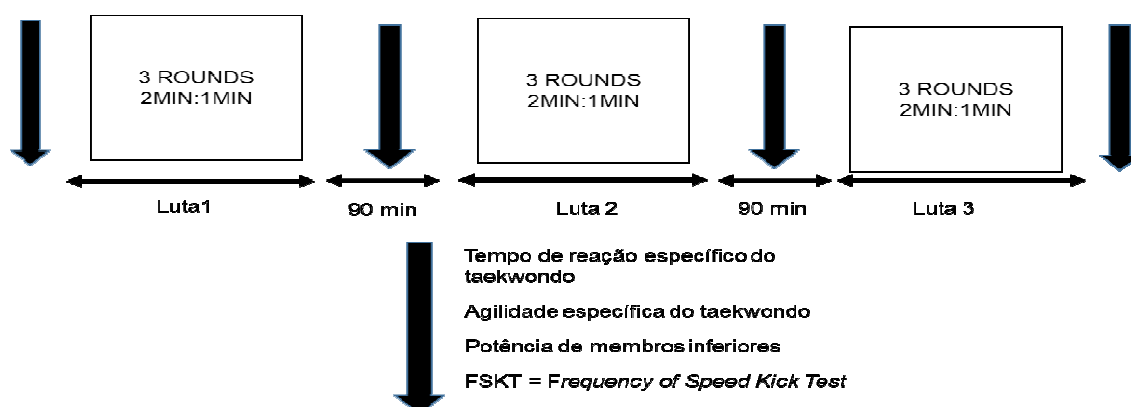 3 ROUNDS
2MIN:1MIN
3 ROUNDS
2MIN:1MIN
3 ROUNDS
2MIN:1MIN
Luta1
90 min
Luta 2
90 min
Luta 3
Tempo de reação específico do
taekwondo
Agilidade específica do taekwondo
Potência de membros inferiores
FSKT = Frequency of Speed Kick Test